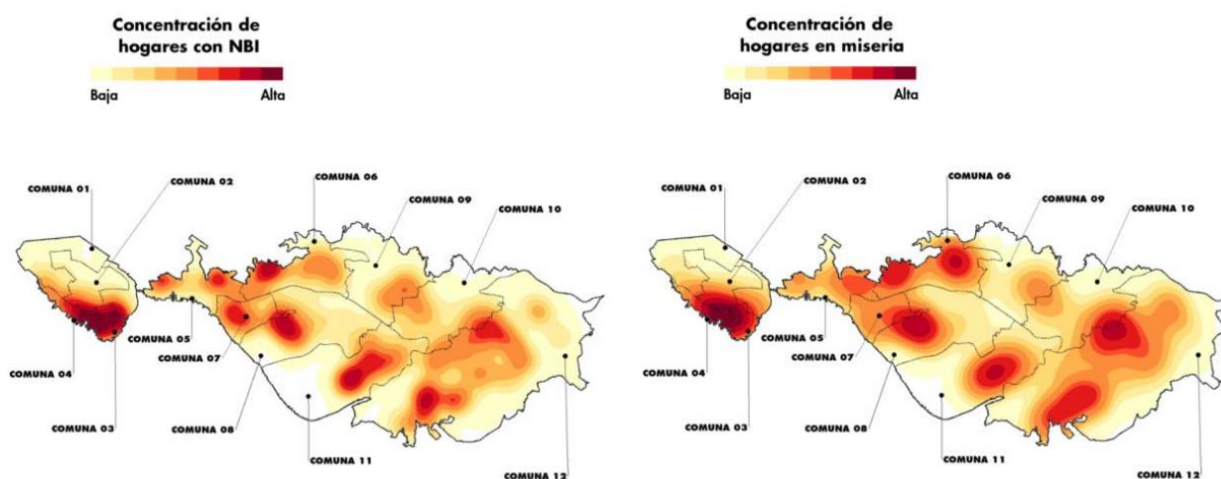 Concentración de
hogares con NBI
Baja
Alta
COMUNA 01
COMUNA 02
COMUNA 06
COMUNA 09
COMUNA 10
COMUNA 05
COMUNA 07
COMUNA 04
COMUNA 03
COMUNA 08
COMUNA 11
COMUNA 12
Concentración de
hogares en miseria
Baja
Alta
COMUNA 01
COMUNA 02
COMUNA 06
COMUNA 09
COMUNA 10
COMUNA 05
COMUNA 07
COMUNA 04
COMUNA 03
COMUNA 08
COMUNA 11
COMUNA 12